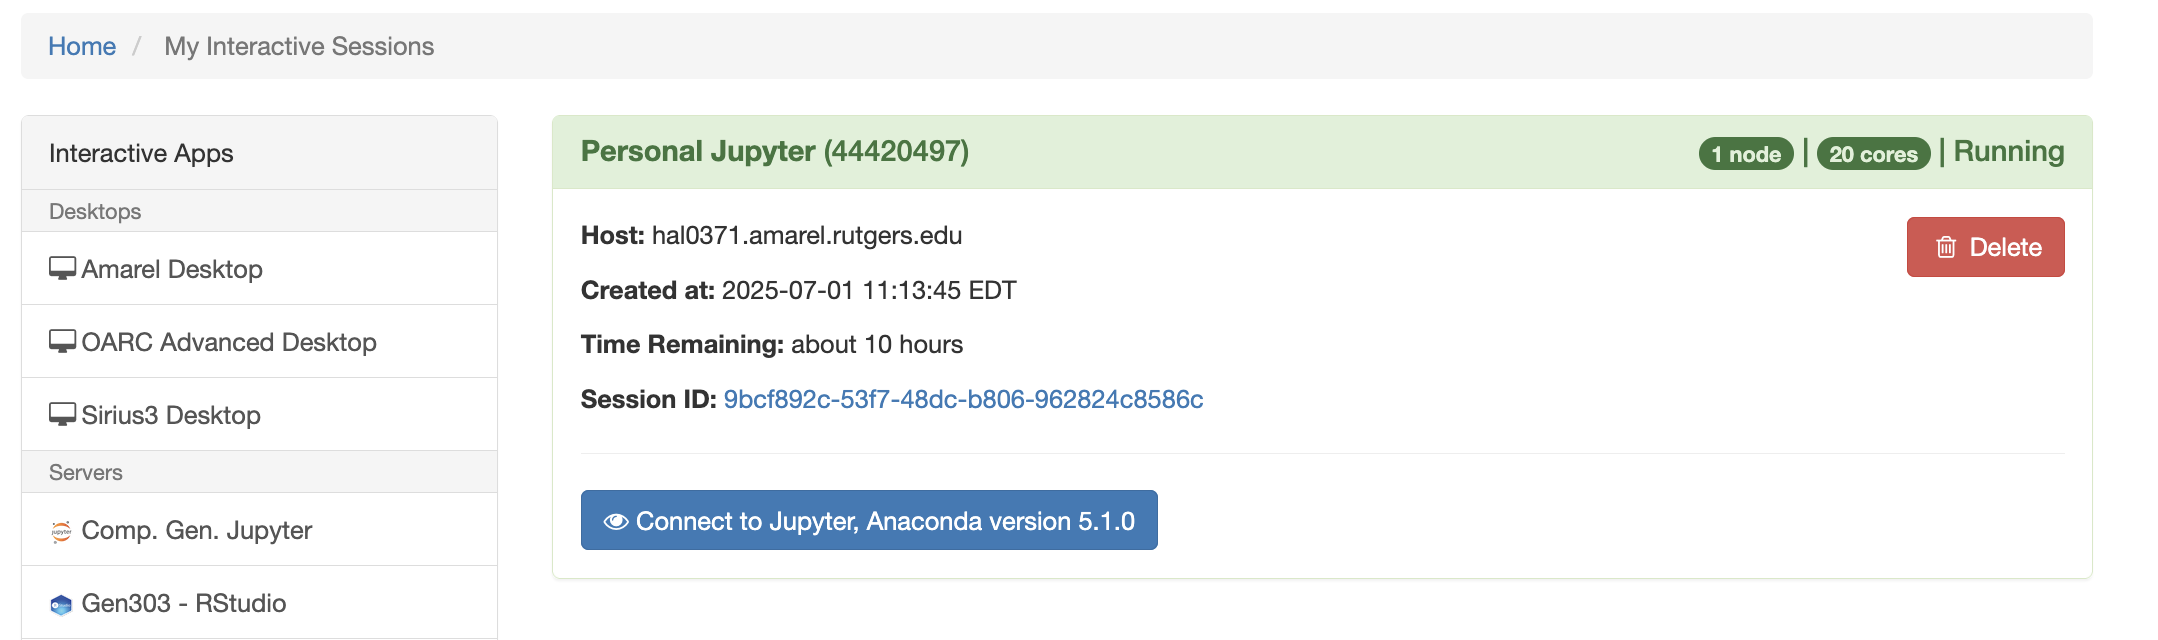 Home / My Interactive Sessions
Interactive Apps
Desktops
Amarel Desktop
OARC Advanced Desktop
Sirius3 Desktop
Servers
Comp. Gen. Jupyter
Gen303 - RStudio
Personal Jupyter (44420497)
1 node | 20 cores | Running
Host: hal0371.amarel.rutgers.edu
Delete
Created at: 2025-07-01 11:13:45 EDT
Time Remaining: about 10 hours
Session ID: 9bcf892c-53f7-48dc-b806-962824c8586c
Connect to Jupyter, Anaconda version 5.1.0